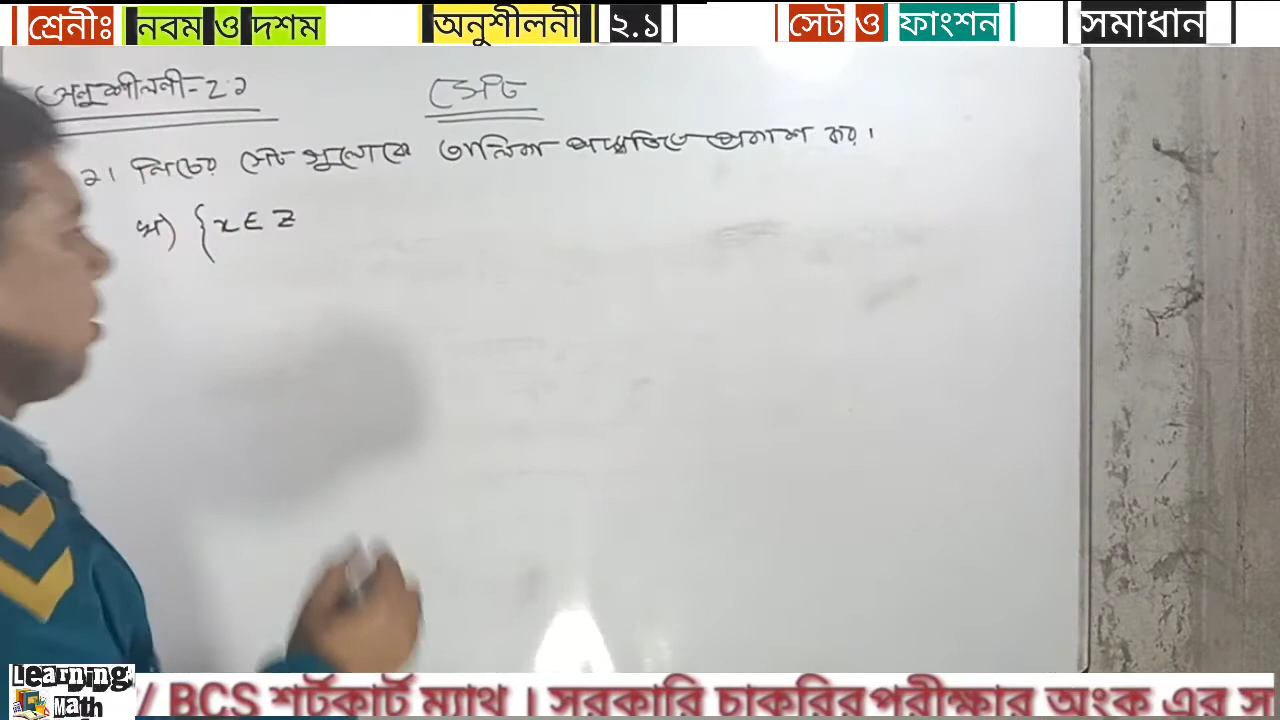 শ্রেনীঃ নবম ও দশম অনুশীলনী ২.১ সেট ও ফাংশন সমাধান
অনুশীলনী-২.১ সেট
২। নিচের সেট গুলোকে তালিকা পদ্ধতিতে প্রকাশ কর।
খ) {x∈Z
Learning Math
/ BCS শর্টকার্ট ম্যাথ । সরকারি চাকরির পরীক্ষার অংক এর স